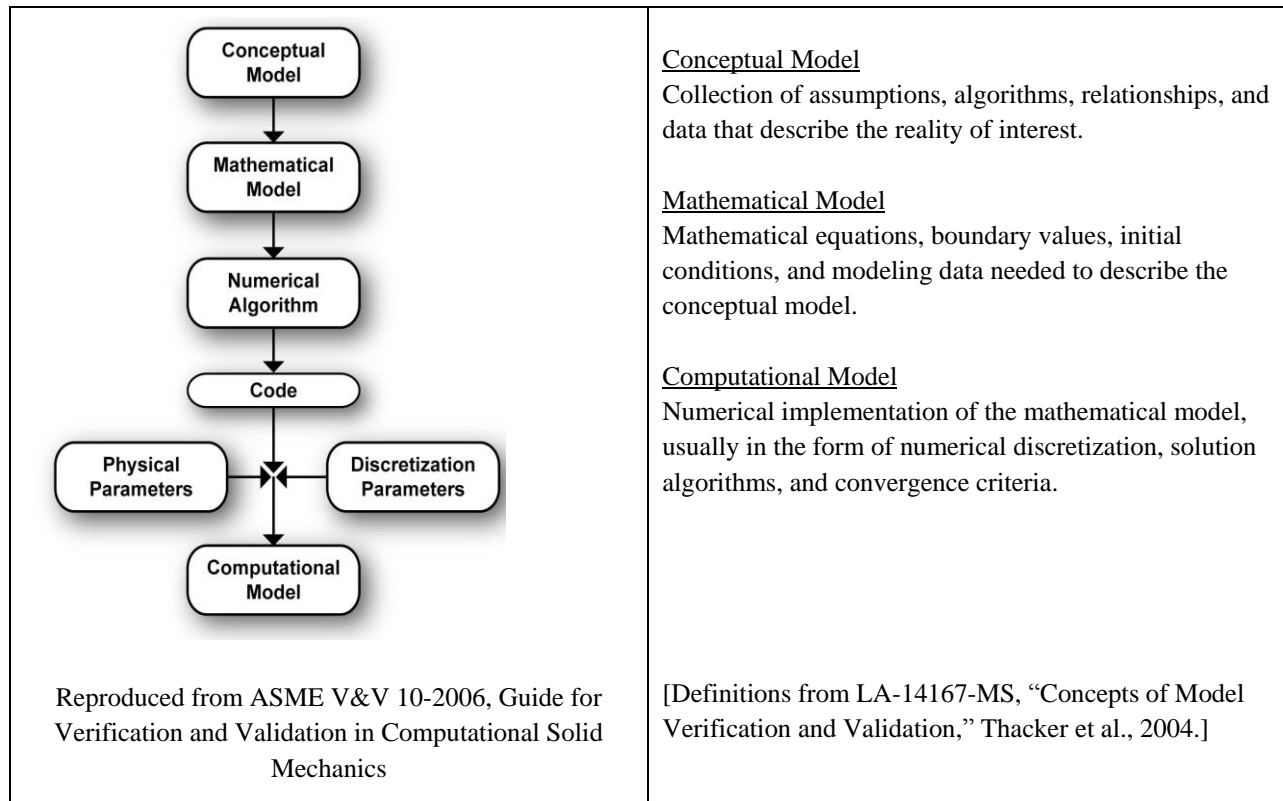 Conceptual
Model
Mathematical
Model
Numerical
Algorithm
Code
Physical
Parameters
Discretization
Parameters
Computational
Model
Reproduced from ASME V&V 10-2006, Guide for
Verification and Validation in Computational Solid
Mechanics
Conceptual Model
Collection of assumptions, algorithms, relationships, and
data that describe the reality of interest.
Mathematical Model
Mathematical equations, boundary values, initial
conditions, and modeling data needed to describe the
conceptual model.
Computational Model
Numerical implementation of the mathematical model,
usually in the form of numerical discretization, solution
algorithms, and convergence criteria.
[Definitions from LA-14167-MS, “Concepts of Model
Verification and Validation,” Thacker et al., 2004.]